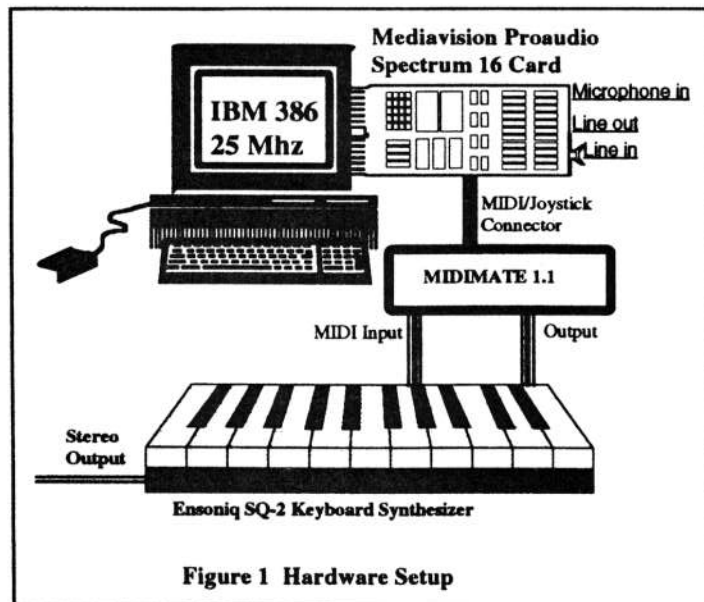 Mediavision Proaudio
Spectrum 16 Card
IBM 386
25 Mhz
Microphone in
Line out
Line in
MIDI/Joystick
Connector
MIDIMATE 1.1
MIDI Input
Output
Stereo
Output
Ensoniq SQ-2 Keyboard Synthesizer
Figure 1 Hardware Setup